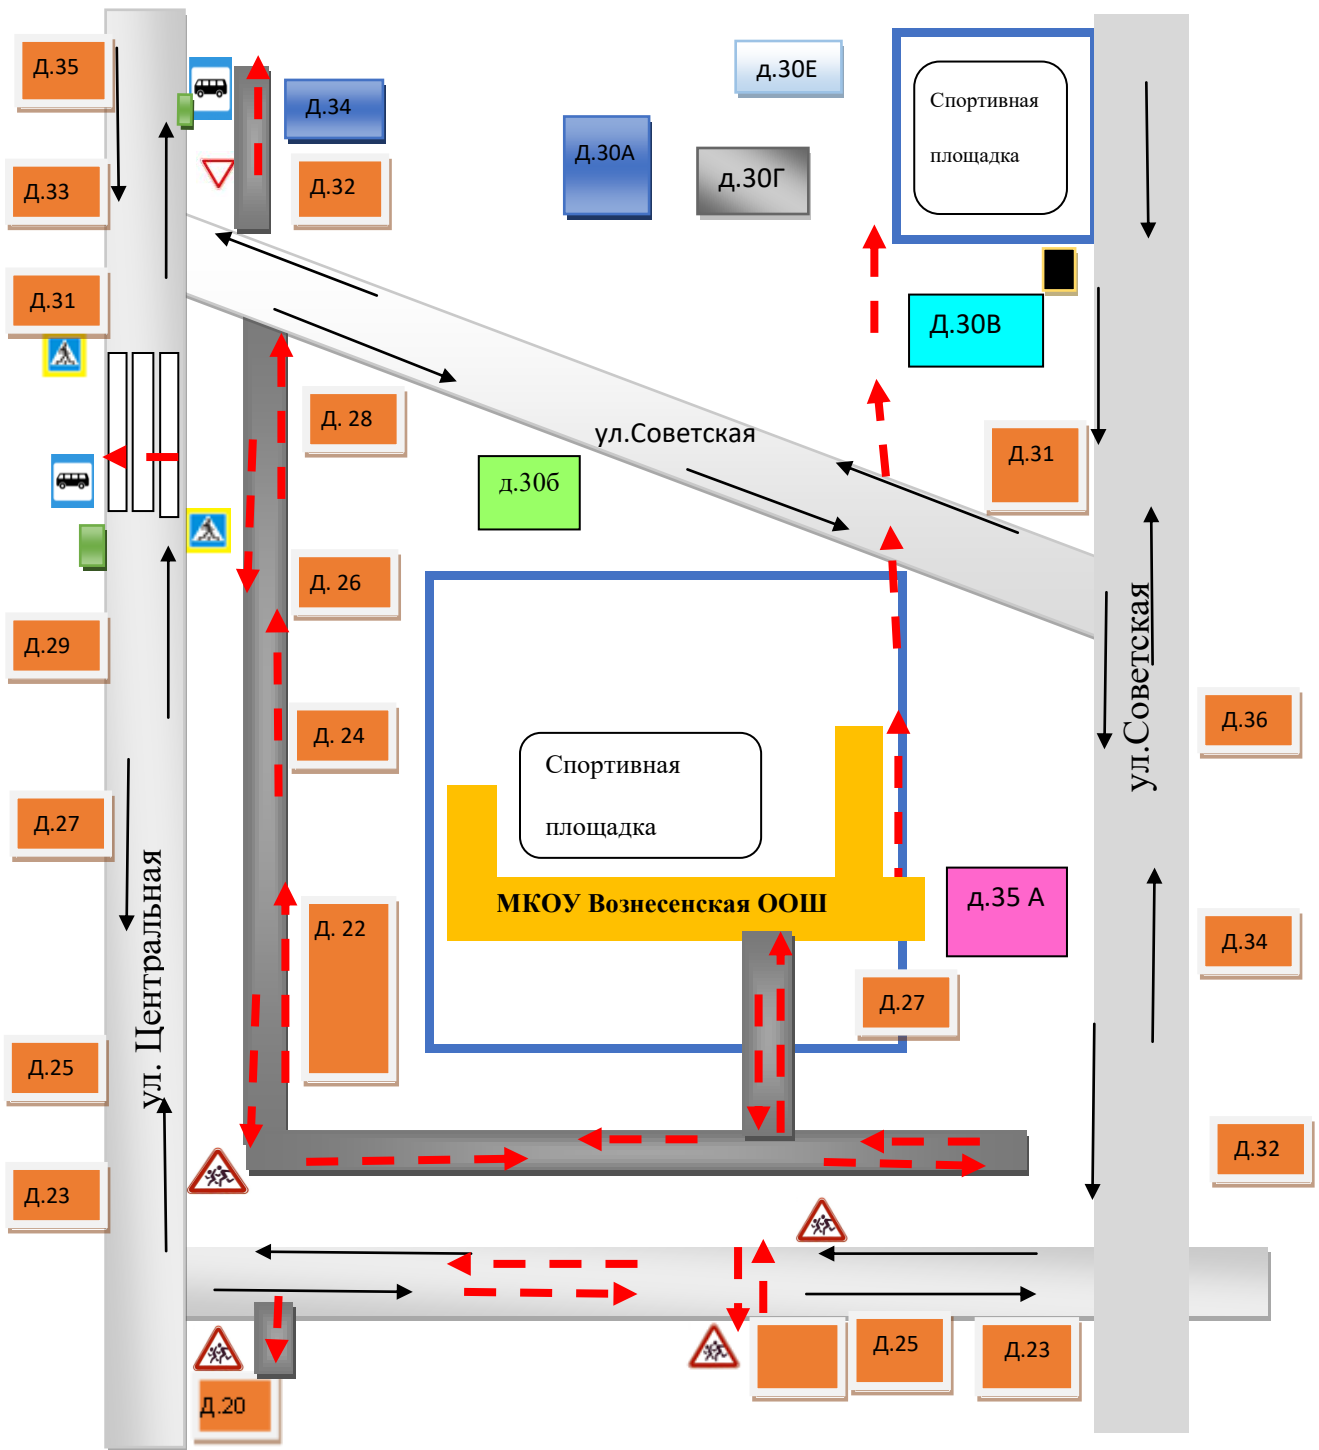 Д.35
Д.34
д.30Е
Спортивная
площадка
Д.30А
д.30Г
Д.33
Д.32
Д.31
Д.30В
Д. 28
ул.Советская
Д.31
д.30б
Д. 26
Д.29
Д. 24
Спортивная
площадка
ул.Советская
Д.36
Д.27
ул. Центральная
МКОУ Вознесенская ООШ
д.35 А
Д. 22
Д.34
Д.27
Д.25
Д.32
Д.23
Д.25
Д.23
Д.20